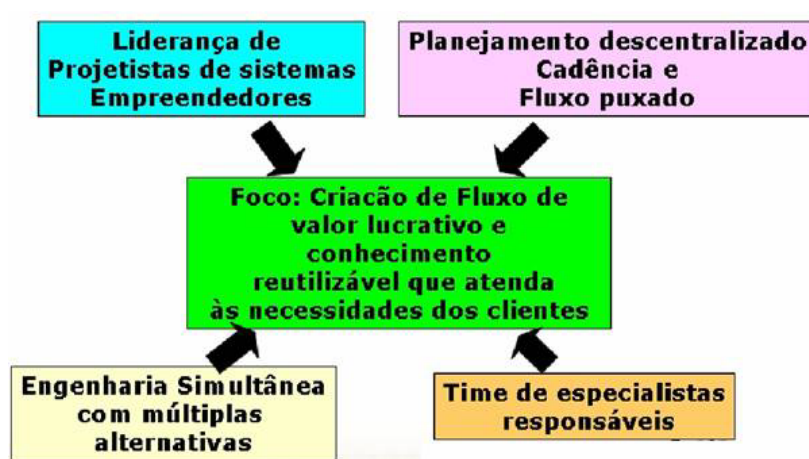 Liderança de
Projetistas de sistemas
Empreendedores
Planejamento descentralizado
Cadência e
Fluxo puxado
Foco: Criacão de Fluxo de
valor lucrativo e
conhecimento
reutilizável que atenda
às necessidades dos clientes
Engenharia Simultânea
com múltiplas
alternativas
Time de especialistas
responsáveis